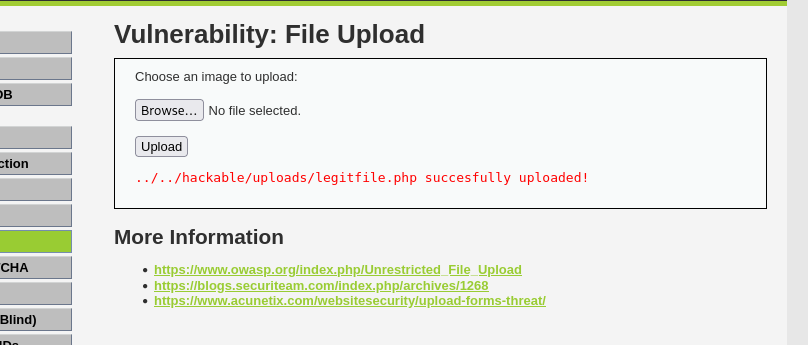 Vulnerability: File Upload
Choose an image to upload:
Browse... No file selected.
Upload
../../hackable/uploads/legitfile.php succesfully uploaded!
More Information
https://www.owasp.org/index.php/Unrestricted_File_Upload
https://blogs.securiteam.com/index.php/archives/1268
https://www.acunetix.com/websitesecurity/upload-forms-threat/
OB
ction
CHA
Blind)